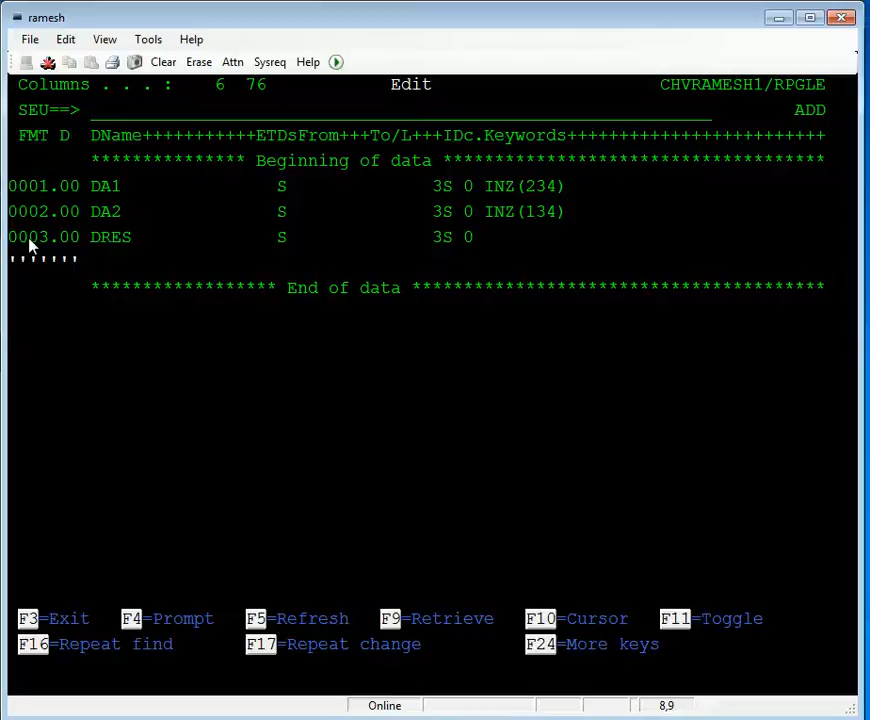 ramesh
File Edit View Tools Help
Clear Erase Attn Sysreq Help
Columns . . . : 6 76 Edit CHVRAMESH1/RPGLE
SEU==> ADD
FMT D DName+++++++++++ETDsFrom+++To/L+++IDc.Keywords+++++++++++++++++++++++++
*************** Beginning of data *************************************
0001.00 DA1 S 3S 0 INZ(234)
0002.00 DA2 S 3S 0 INZ(134)
0003.00 DRES S 3S 0
'''''''
****************** End of data ****************************************
F3=Exit F4=Prompt F5=Refresh F9=Retrieve F10=Cursor F11=Toggle
F16=Repeat find F17=Repeat change F24=More keys
Online 8,9